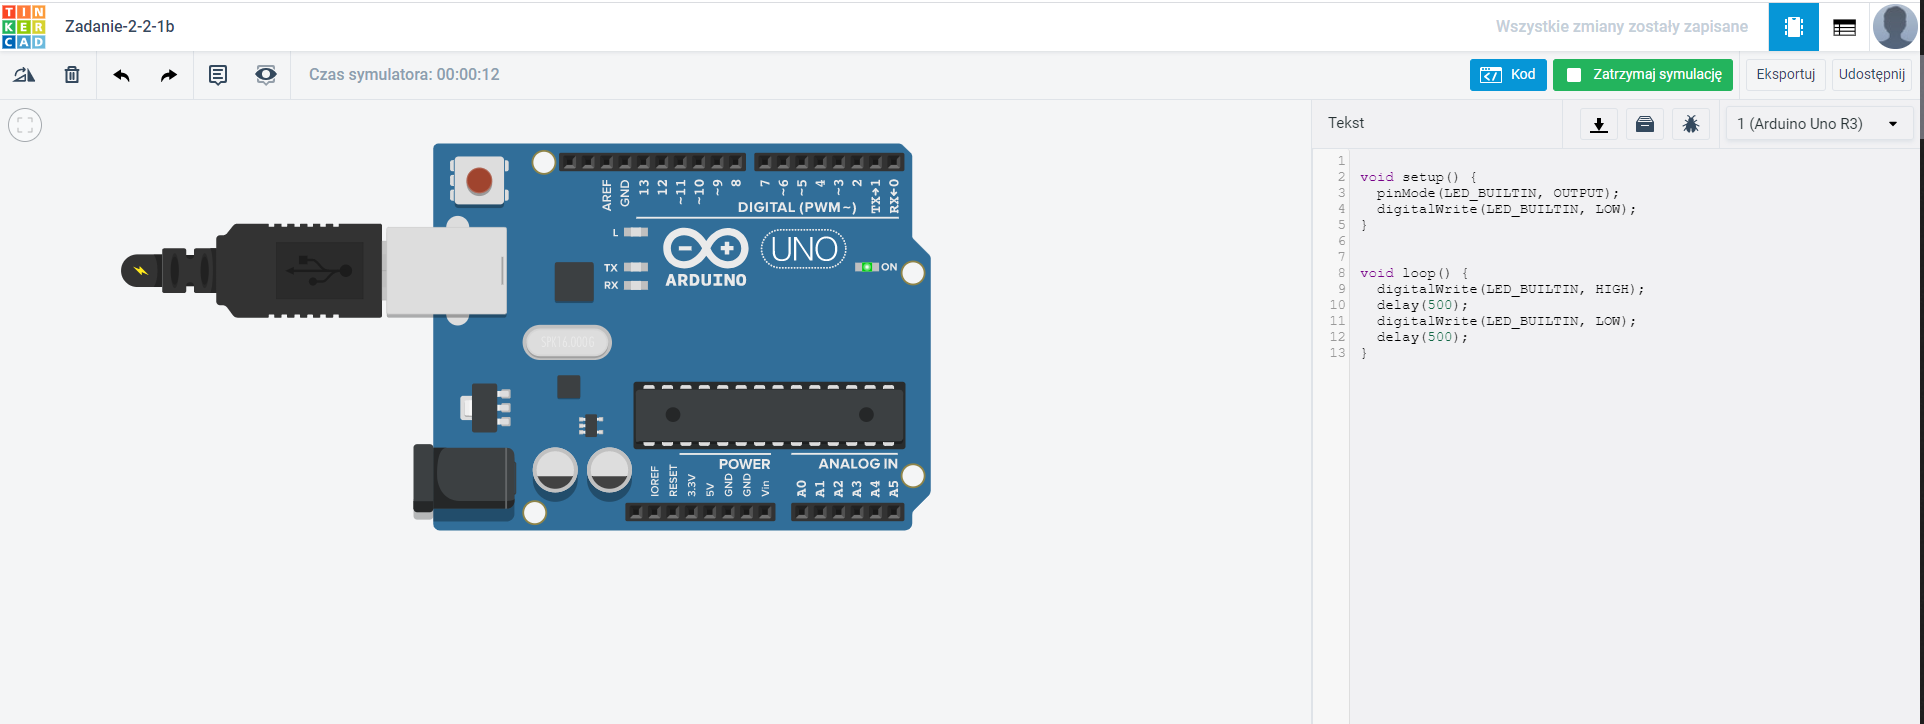 TIN
KER
CAD
Zadanie-2-2-1b
Wszystkie zmiany zostały zapisane
Czas symulatora: 00:00:12
Kod
Zatrzymaj symulację
Eksportuj
Udostępnij
Tekst
1 (Arduino Uno R3)
AREF
GND
13
12
~11
~10
~9
8
7
~6
~5
4
~3
2
TX→1
RX←0
DIGITAL (PWM~)
L
TX
RX
ARDUINO
UNO
ON
SPK16.000G
POWER
ANALOG IN
IOREF
RESET
3.3V
5V
GND
GND
Vin
A0
A1
A2
A3
A4
A5
1
2 void setup() {
3 pinMode(LED_BUILTIN, OUTPUT);
4 digitalWrite(LED_BUILTIN, LOW);
5 }
6
7
8 void loop() {
9 digitalWrite(LED_BUILTIN, HIGH);
10 delay(500);
11 digitalWrite(LED_BUILTIN, LOW);
12 delay(500);
13 }